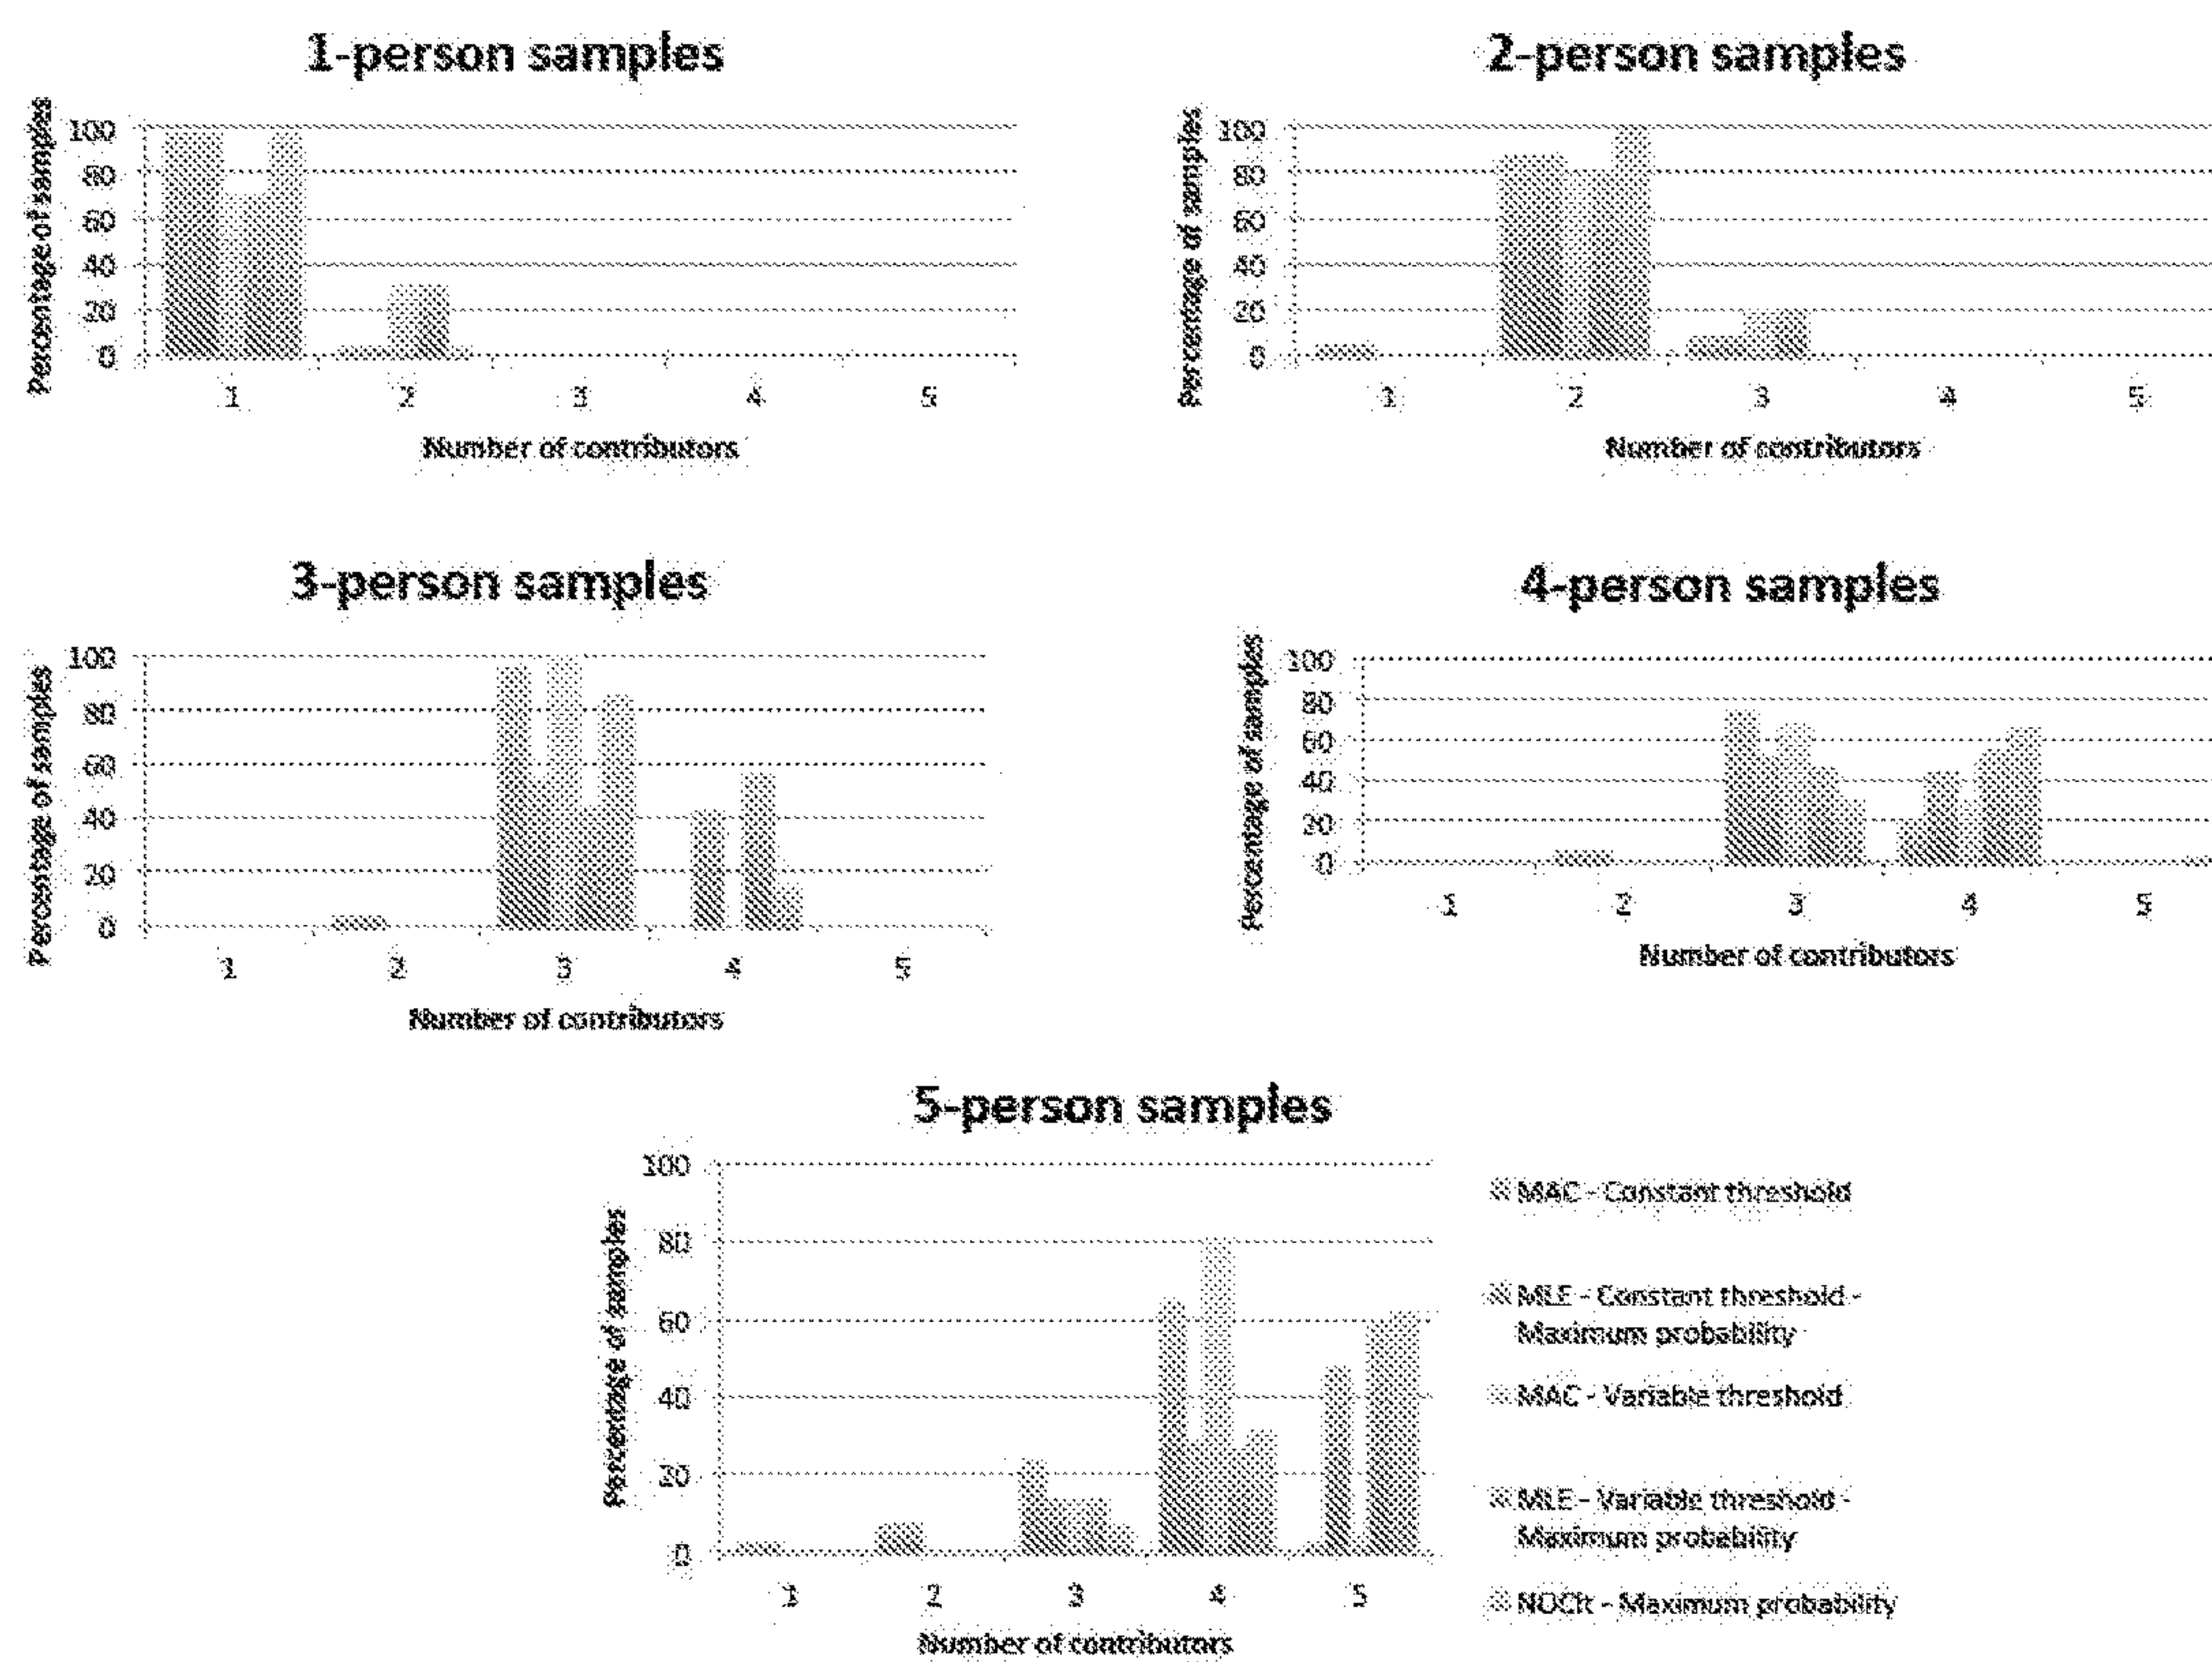 1-person samples
Percentage of samples
100
80
60
40
20
0
1 2 3 4 5
Number of contributors
2-person samples
Percentage of samples
100
80
60
40
20
0
1 2 3 4 5
Number of contributors
3-person samples
Percentage of samples
100
80
60
40
20
0
1 2 3 4 5
Number of contributors
4-person samples
Percentage of samples
100
80
60
40
20
0
1 2 3 4 5
Number of contributors
5-person samples
Percentage of samples
100
80
60
40
20
0
1 2 3 4 5
Number of contributors
MAC - Constant threshold
MLE - Constant threshold -
Maximum probability
MAC - Variable threshold
MLE - Variable threshold -
Maximum probability
NOCIt - Maximum probability